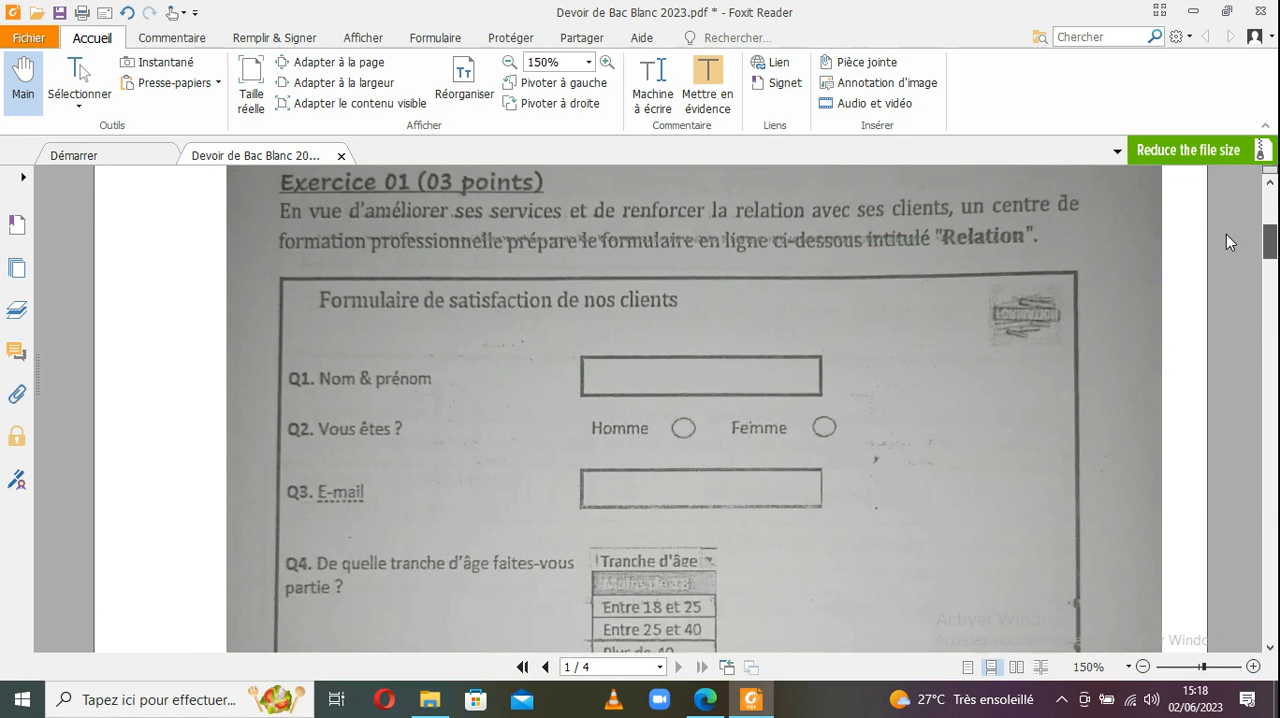 Devoir de Bac Blanc 2023.pdf * - Foxit Reader
Fichier
Accueil
Commentaire
Remplir & Signer
Afficher
Formulaire
Protéger
Partager
Aide
Rechercher...
Chercher
Main
Sélectionner
Instantané
Presse-papiers
Outils
Taille réelle
Adapter à la page
Adapter à la largeur
Adapter le contenu visible
Réorganiser
150%
Pivoter à gauche
Pivoter à droite
Afficher
Machine à écrire
Mettre en évidence
Commentaire
Lien
Signet
Liens
Pièce jointe
Annotation d'image
Audio et vidéo
Insérer
Démarrer
Devoir de Bac Blanc 20...
Reduce the file size
Exercice 01 (03 points)
En vue d'améliorer ses services et de renforcer la relation avec ses clients, un centre de
formation professionnelle prépare le formulaire en ligne ci-dessous intitulé "Relation".
Formulaire de satisfaction de nos clients
Q1. Nom & prénom
Q2. Vous êtes ? Homme Femme
Q3. E-mail
Q4. De quelle tranche d'âge faites-vous
partie ?
Tranche d'âge
Entre 18 et 25
Entre 25 et 40
Plus de 40
Activer Windo
1 / 4
150%
Tapez ici pour effectuer...
27°C Très ensoleillé
15:18
02/06/2023